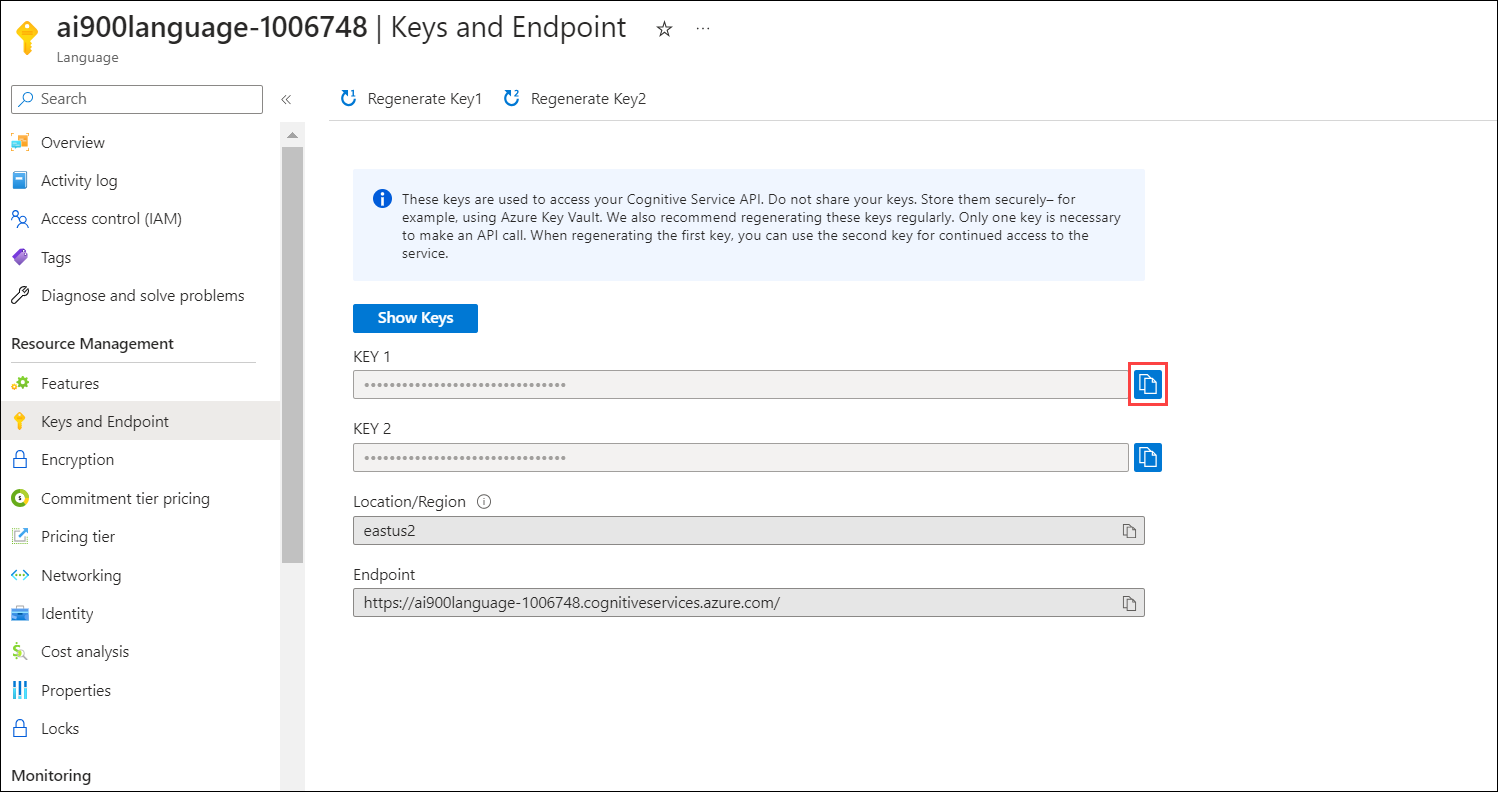 ai900language-1006748 | Keys and Endpoint
Language
Search
Overview
Activity log
Access control (IAM)
Tags
Diagnose and solve problems
Resource Management
Features
Keys and Endpoint
Encryption
Commitment tier pricing
Pricing tier
Networking
Identity
Cost analysis
Properties
Locks
Monitoring
Regenerate Key1
Regenerate Key2
These keys are used to access your Cognitive Service API. Do not share your keys. Store them securely– for
example, using Azure Key Vault. We also recommend regenerating these keys regularly. Only one key is necessary
to make an API call. When regenerating the first key, you can use the second key for continued access to the
service.
Show Keys
KEY 1
••••••••••••••••••••••••••••••••
KEY 2
••••••••••••••••••••••••••••••••
Location/Region
eastus2
Endpoint
https://ai900language-1006748.cognitiveservices.azure.com/